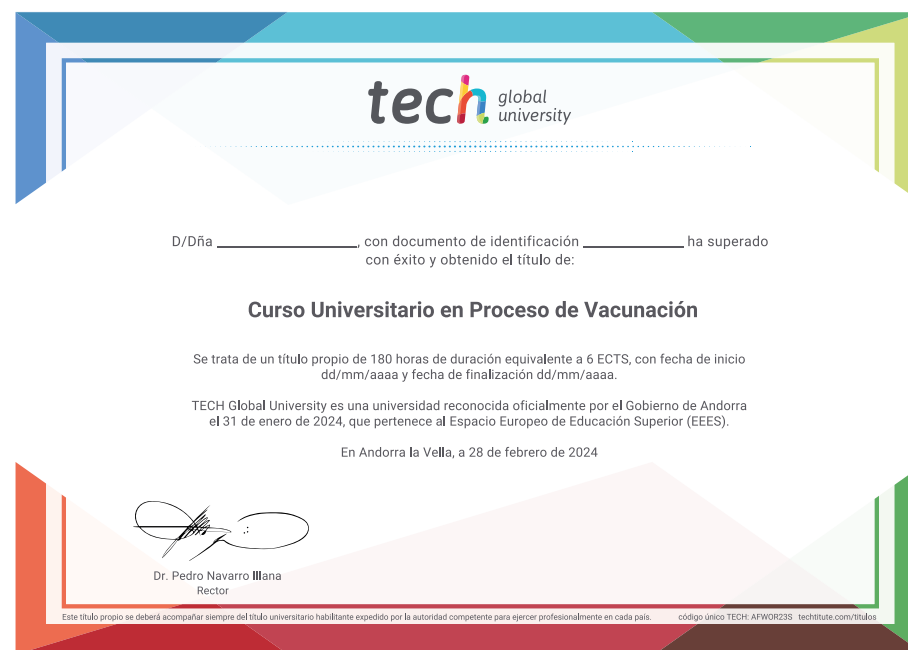 tech global university
D/Dña ________________, con documento de identificación ____________ ha superado
con éxito y obtenido el título de:
Curso Universitario en Proceso de Vacunación
Se trata de un título propio de 180 horas de duración equivalente a 6 ECTS, con fecha de inicio
dd/mm/aaaa y fecha de finalización dd/mm/aaaa.
TECH Global University es una universidad reconocida oficialmente por el Gobierno de Andorra
el 31 de enero de 2024, que pertenece al Espacio Europeo de Educación Superior (EEES).
En Andorra la Vella, a 28 de febrero de 2024
Dr. Pedro Navarro Illana
Rector
Este título propio se deberá acompañar siempre del título universitario habilitante expedido por la autoridad competente para ejercer profesionalmente en cada país. código único TECH: AFWOR23S techtitute.com/titulos